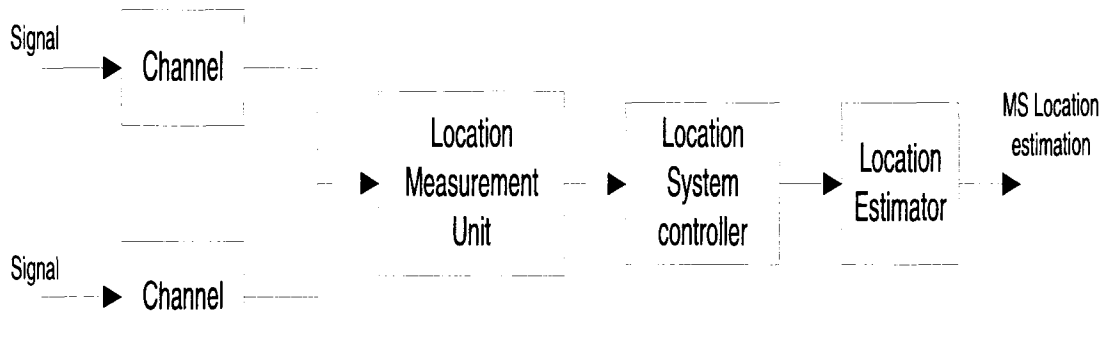 Signal
Channel
Signal
Channel
Location
Measurement
Unit
Location
System
controller
Location
Estimator
MS Location
estimation